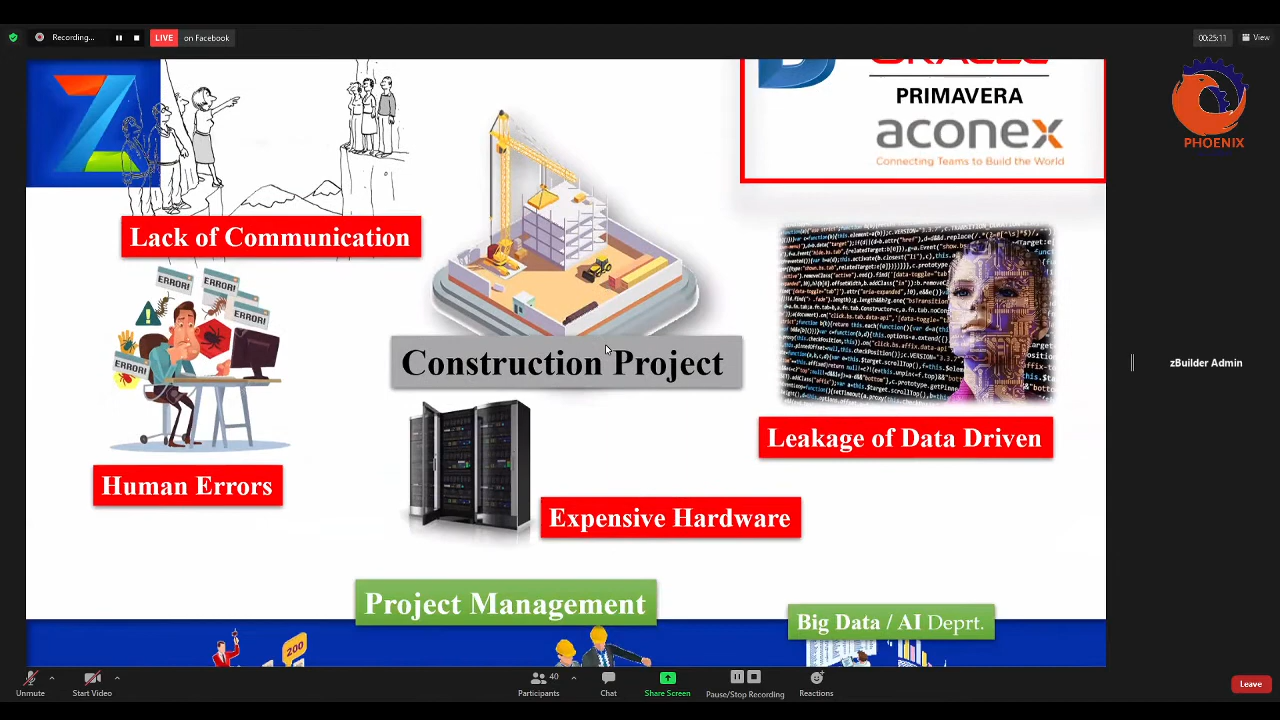 Recording...
LIVE
on Facebook
00:25:11
View
PRIMAVERA
aconex
Connecting Teams to Build the World
PHOENIX
Lack of Communication
ERROR!
ERROR!
ERROR!
ERROR!
Construction Project
zBuilder Admin
Leakage of Data Driven
Human Errors
Expensive Hardware
Project Management
Big Data / AI Deprt.
200
Unmute
Start Video
40
Participants
Chat
Share Screen
Pause/Stop Recording
Reactions
Leave